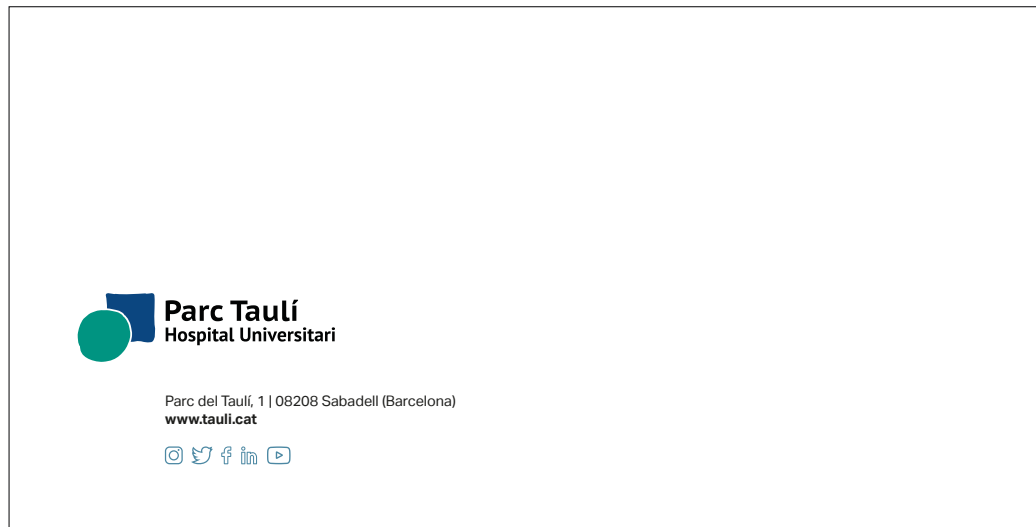 Parc Taulí
Hospital Universitari
Parc del Taulí, 1 | 08208 Sabadell (Barcelona)
www.tauli.cat